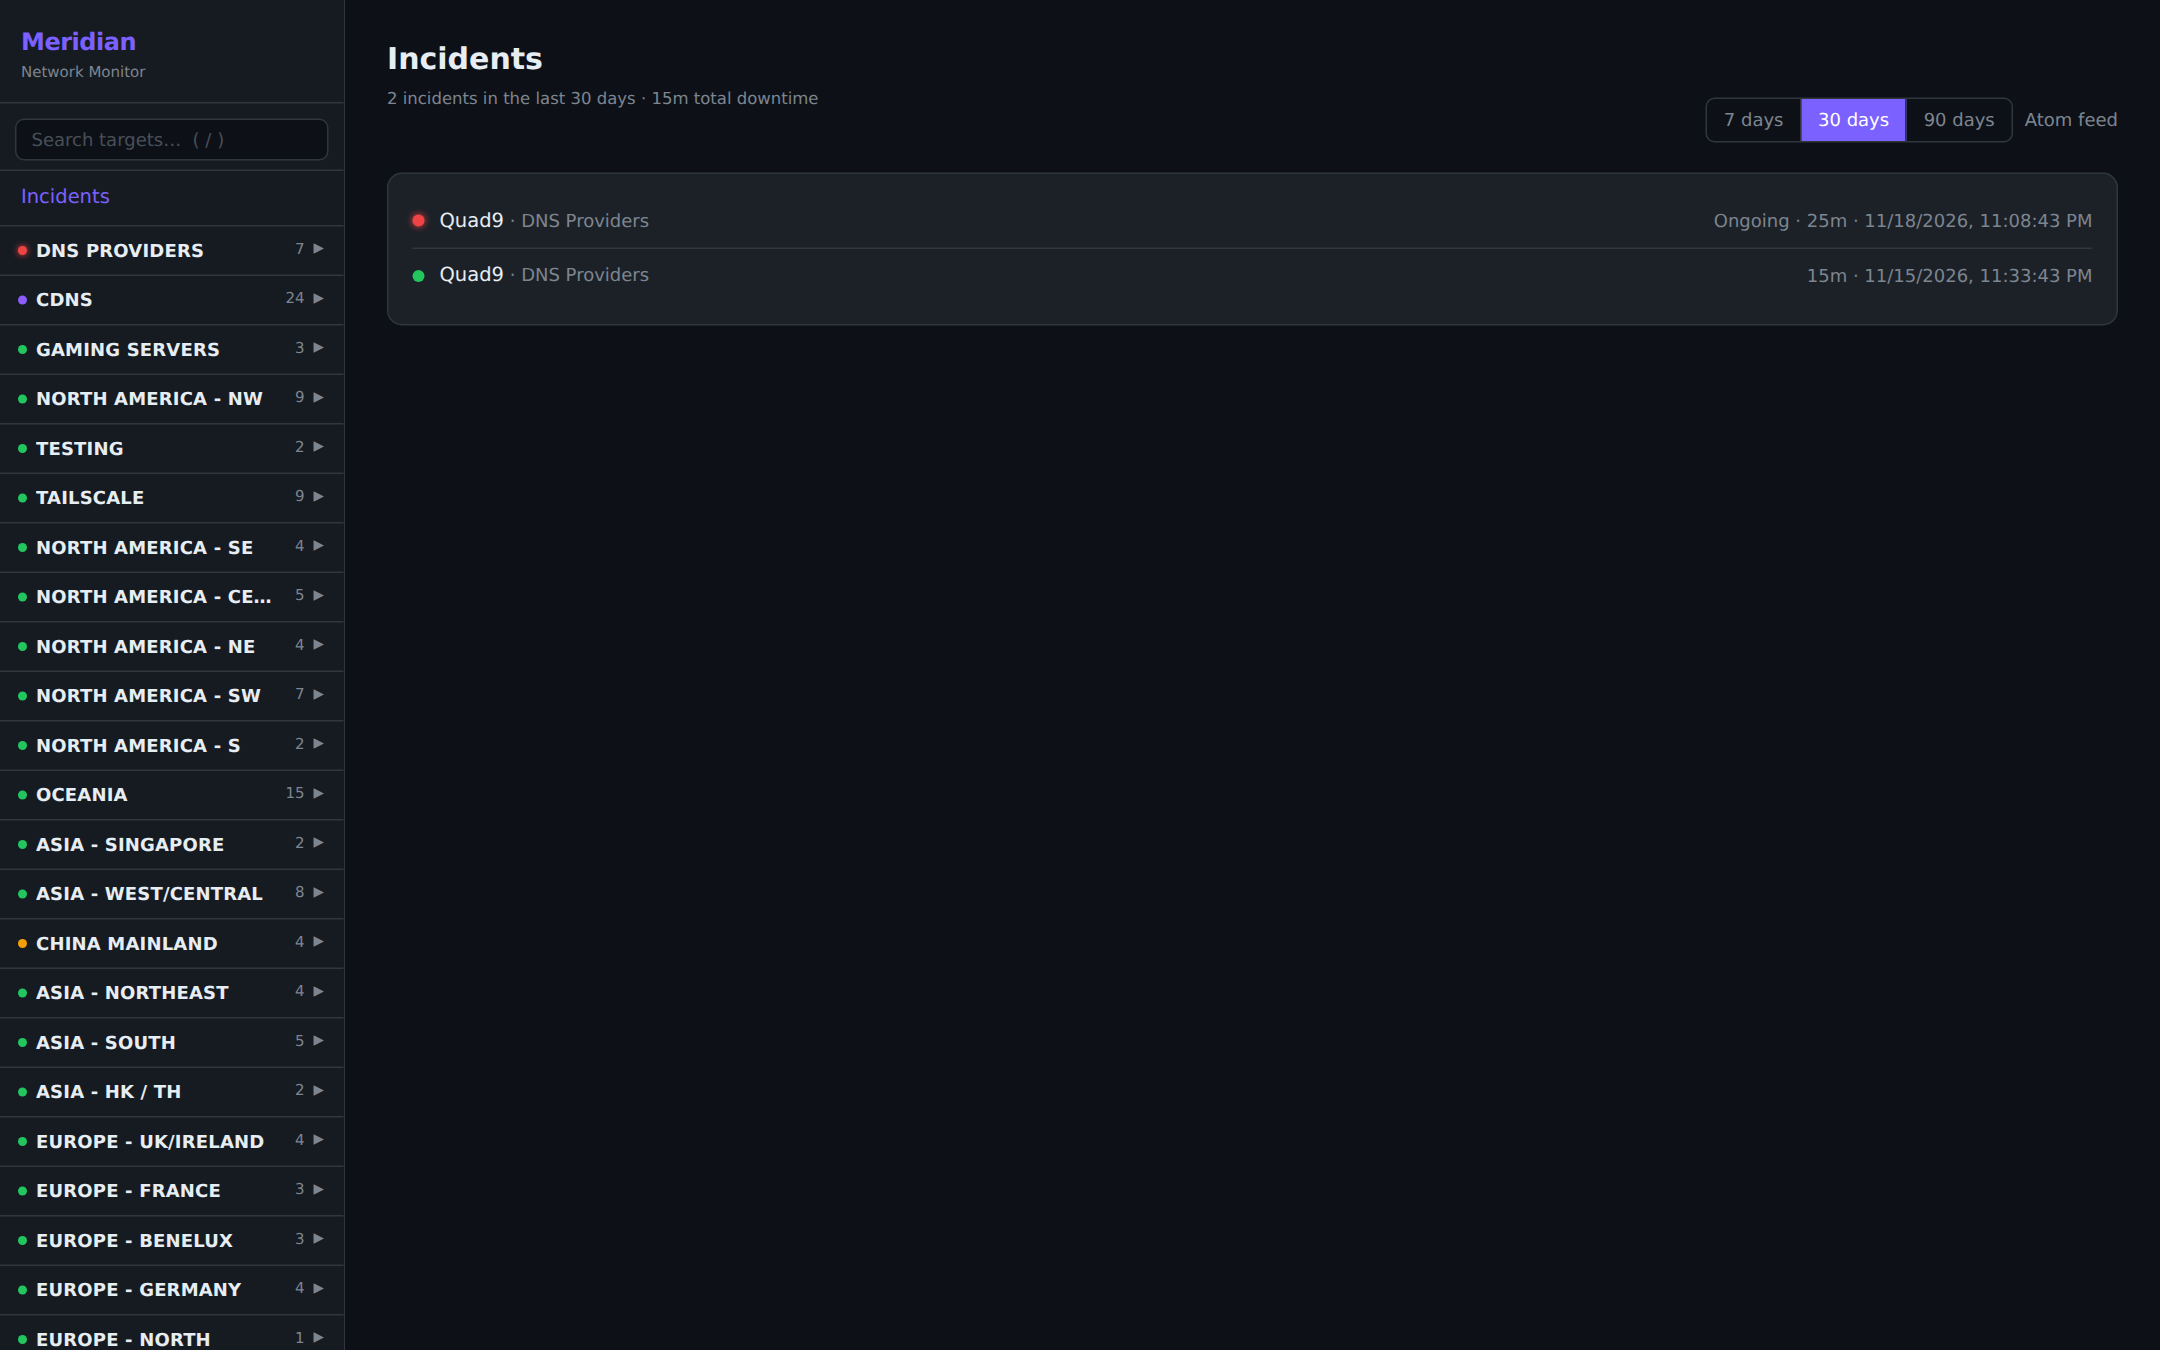 Meridian
Network Monitor
Search targets... ( / )
Incidents
DNS PROVIDERS 7 ▶
CDNS 24 ▶
GAMING SERVERS 3 ▶
NORTH AMERICA - NW 9 ▶
TESTING 2 ▶
TAILSCALE 9 ▶
NORTH AMERICA - SE 4 ▶
NORTH AMERICA - CE... 5 ▶
NORTH AMERICA - NE 4 ▶
NORTH AMERICA - SW 7 ▶
NORTH AMERICA - S 2 ▶
OCEANIA 15 ▶
ASIA - SINGAPORE 2 ▶
ASIA - WEST/CENTRAL 8 ▶
CHINA MAINLAND 4 ▶
ASIA - NORTHEAST 4 ▶
ASIA - SOUTH 5 ▶
ASIA - HK / TH 2 ▶
EUROPE - UK/IRELAND 4 ▶
EUROPE - FRANCE 3 ▶
EUROPE - BENELUX 3 ▶
EUROPE - GERMANY 4 ▶
EUROPE - NORTH 1 ▶
Incidents
2 incidents in the last 30 days · 15m total downtime
7 days 30 days 90 days Atom feed
Quad9 · DNS Providers Ongoing · 25m · 11/18/2026, 11:08:43 PM
Quad9 · DNS Providers 15m · 11/15/2026, 11:33:43 PM